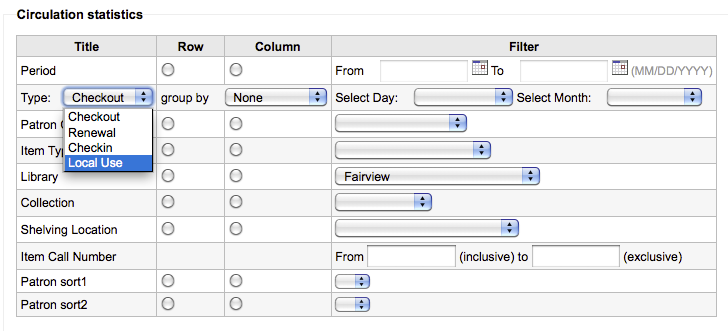 Circulation statistics
Title Row Column Filter
Period From To (MM/DD/YYYY)
Type: Checkout group by None Select Day: Select Month:
Checkout
Renewal
Checkin
Local Use
Patron
Item Ty
Library Fairview
Collection
Shelving Location
Item Call Number From (inclusive) to (exclusive)
Patron sort1
Patron sort2